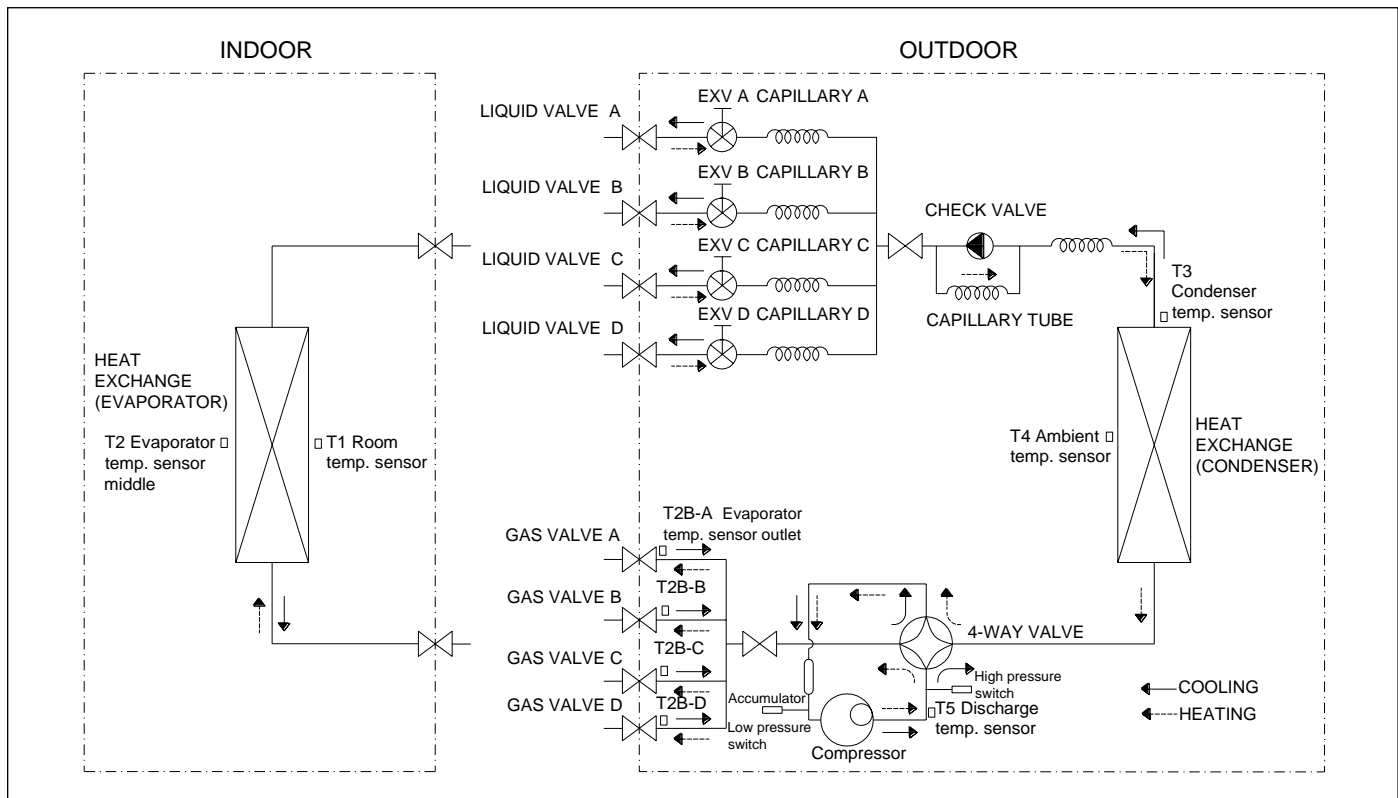 INDOOR
OUTDOOR
LIQUID VALVE A
EXV A CAPILLARY A
LIQUID VALVE B
EXV B CAPILLARY B
LIQUID VALVE C
EXV C CAPILLARY C
LIQUID VALVE D
EXV D CAPILLARY D
CHECK VALVE
CAPILLARY TUBE
T3
Condenser
temp. sensor
HEAT
EXCHANGE
(EVAPORATOR)
T2 Evaporator
temp. sensor
middle
T1 Room
temp. sensor
T4 Ambient
temp. sensor
HEAT
EXCHANGE
(CONDENSER)
GAS VALVE A
T2B-A Evaporator
temp. sensor outlet
GAS VALVE B
T2B-B
GAS VALVE C
T2B-C
GAS VALVE D
T2B-D
4-WAY VALVE
High pressure
switch
Accumulator
Low pressure
switch
T5 Discharge
temp. sensor
Compressor
COOLING
HEATING